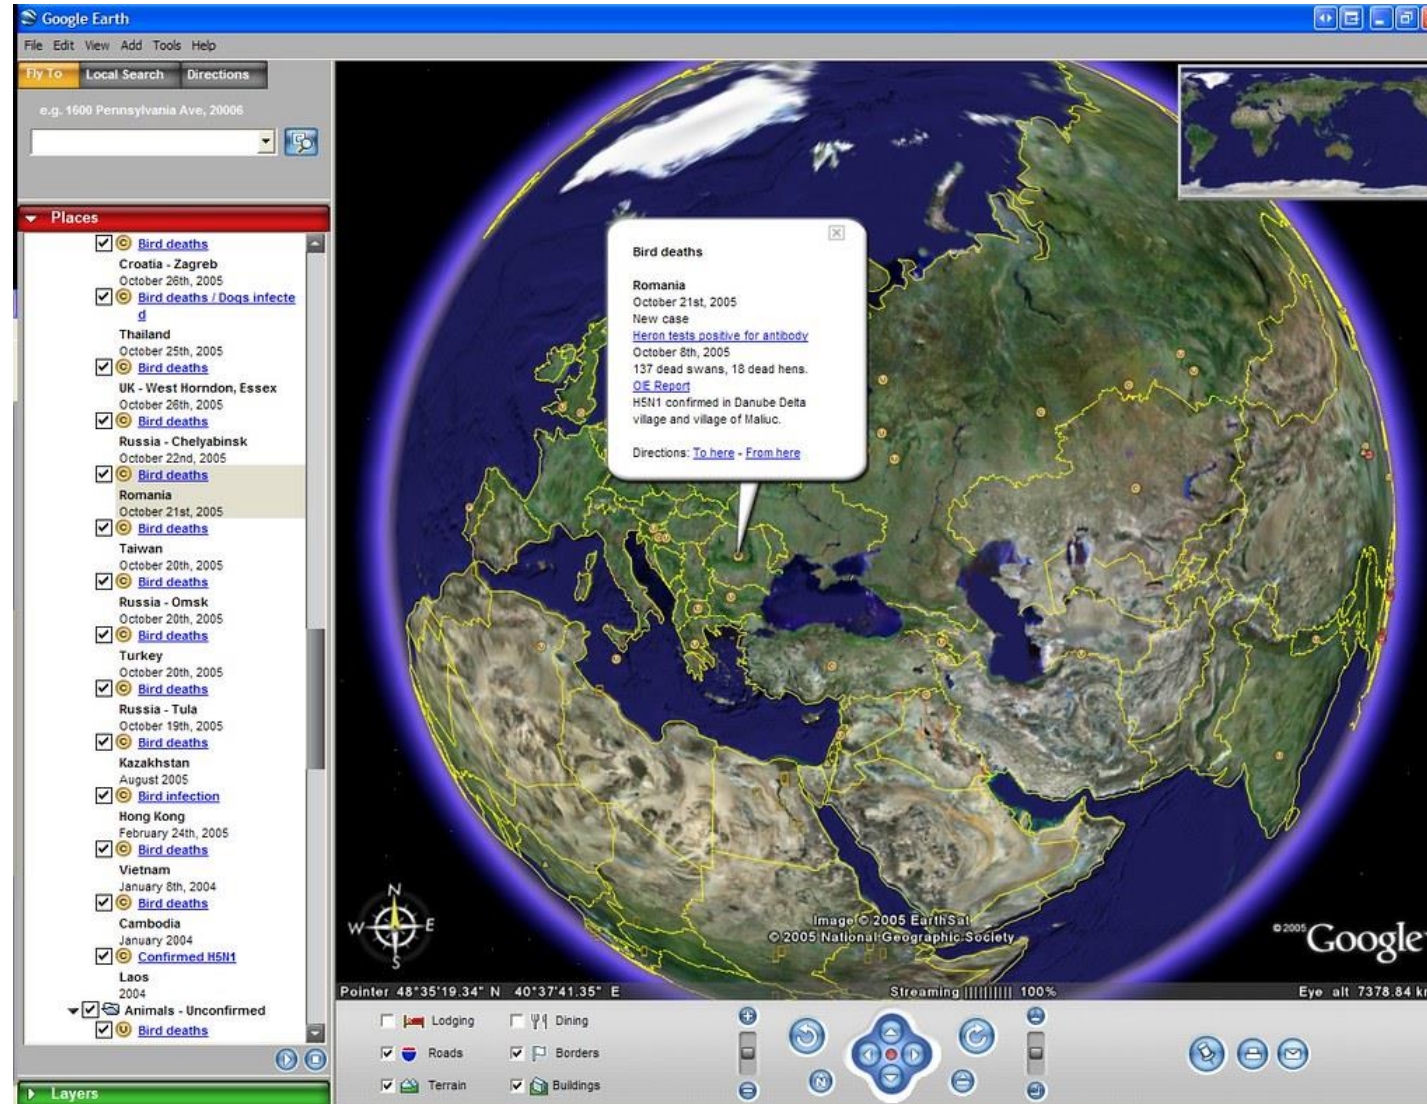 Google Earth
File Edit View Add Tools Help
Fly To Local Search Directions
e.g. 1600 Pennsylvania Ave, 20006
Places
Bird deaths
Croatia - Zagreb
October 26th, 2005
Bird deaths / Dogs infecte
d
Thailand
October 25th, 2005
Bird deaths
UK - West Horndon, Essex
October 26th, 2005
Bird deaths
Russia - Chelyabinsk
October 22nd, 2005
Bird deaths
Romania
October 21st, 2005
Bird deaths
Taiwan
October 20th, 2005
Bird deaths
Russia - Omsk
October 20th, 2005
Bird deaths
Turkey
October 20th, 2005
Bird deaths
Russia - Tula
October 19th, 2005
Bird deaths
Kazakhstan
August 2005
Bird infection
Hong Kong
February 24th, 2005
Bird deaths
Vietnam
January 8th, 2004
Bird deaths
Cambodia
January 2004
Confirmed H5N1
Laos
2004
Animals - Unconfirmed
Bird deaths
Layers
Bird deaths
Romania
October 21st, 2005
New case
Heron tests positive for antibody
October 8th, 2005
137 dead swans, 18 dead hens.
OIE Report
H5N1 confirmed in Danube Delta
village and village of Maliuc.
Directions: To here - From here
N
W E
S
Image © 2005 EarthSat
© 2005 National Geographic Society
© 2005 Google
Pointer 48°35'19.34" N 40°37'41.35" E Streaming |||||||||| 100% Eye alt 7378.84 km
Lodging Dining
Roads Borders
Terrain Buildings
N